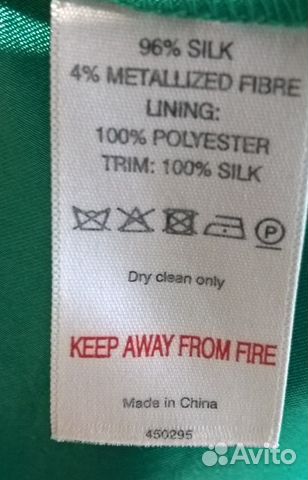 96% SILK
4% METALLIZED FIBRE
LINING:
100% POLYESTER
TRIM: 100% SILK
P
Dry clean only
KEEP AWAY FROM FIRE
Made in China
450295
Avito